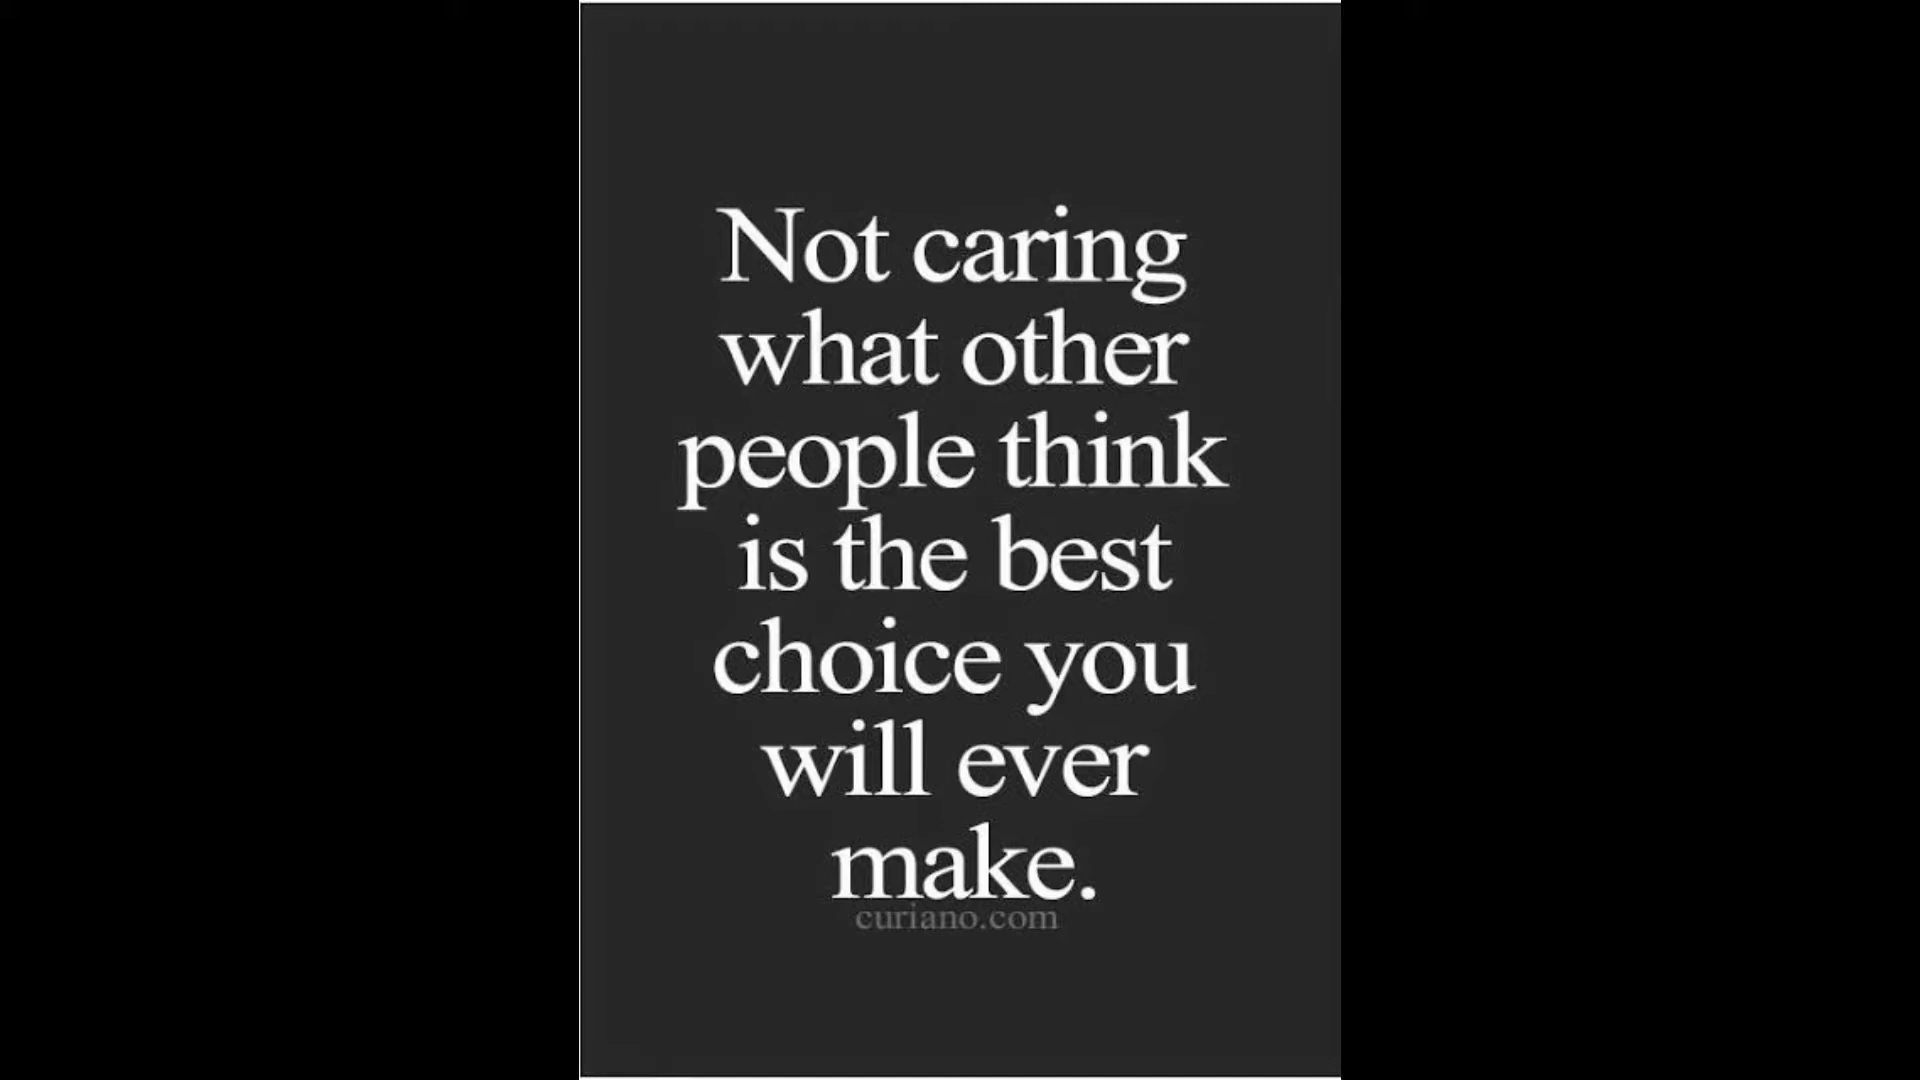 Not caring
what other
people think
is the best
choice you
will ever
make.
curiano.com